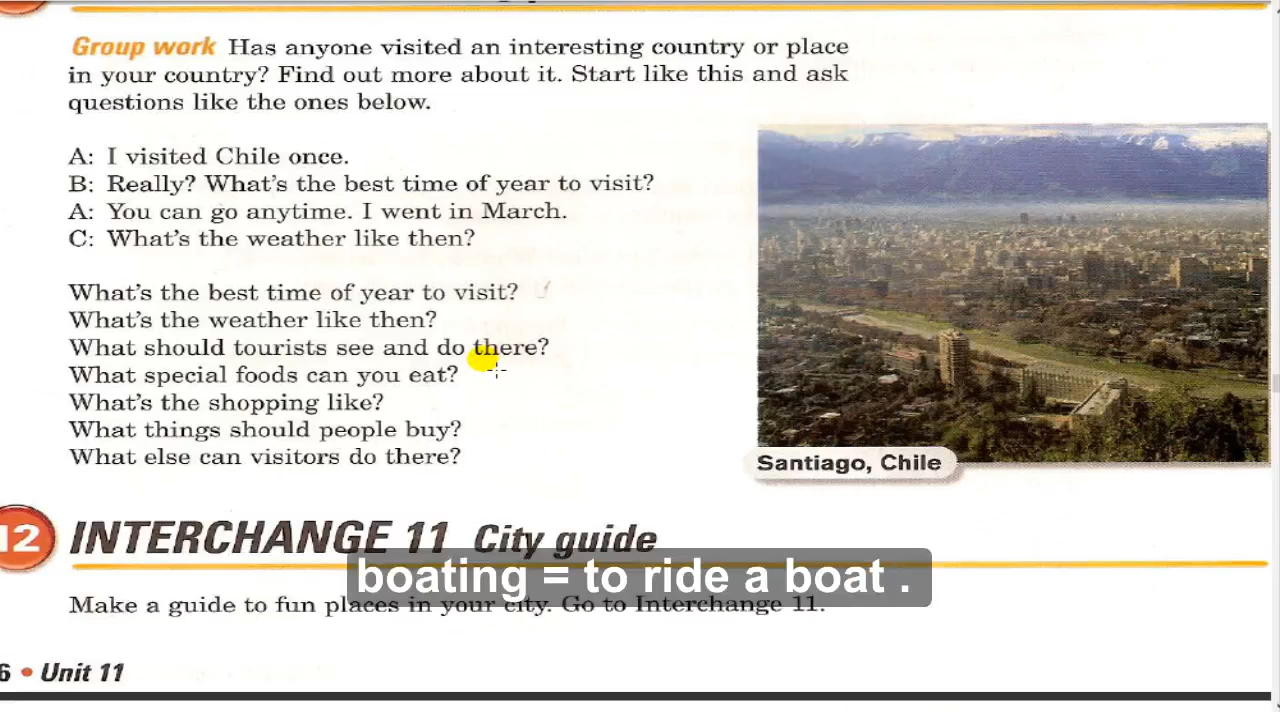 Group work Has anyone visited an interesting country or place
in your country? Find out more about it. Start like this and ask
questions like the ones below.
A: I visited Chile once.
B: Really? What's the best time of year to visit?
A: You can go anytime. I went in March.
C: What's the weather like then?
What's the best time of year to visit?
What's the weather like then?
What should tourists see and do there?
What special foods can you eat?
What's the shopping like?
What things should people buy?
What else can visitors do there?
Santiago, Chile
12 INTERCHANGE 11 City guide
boating = to ride a boat .
Make a guide to fun places in your city. Go to Interchange 11.
6 • Unit 11